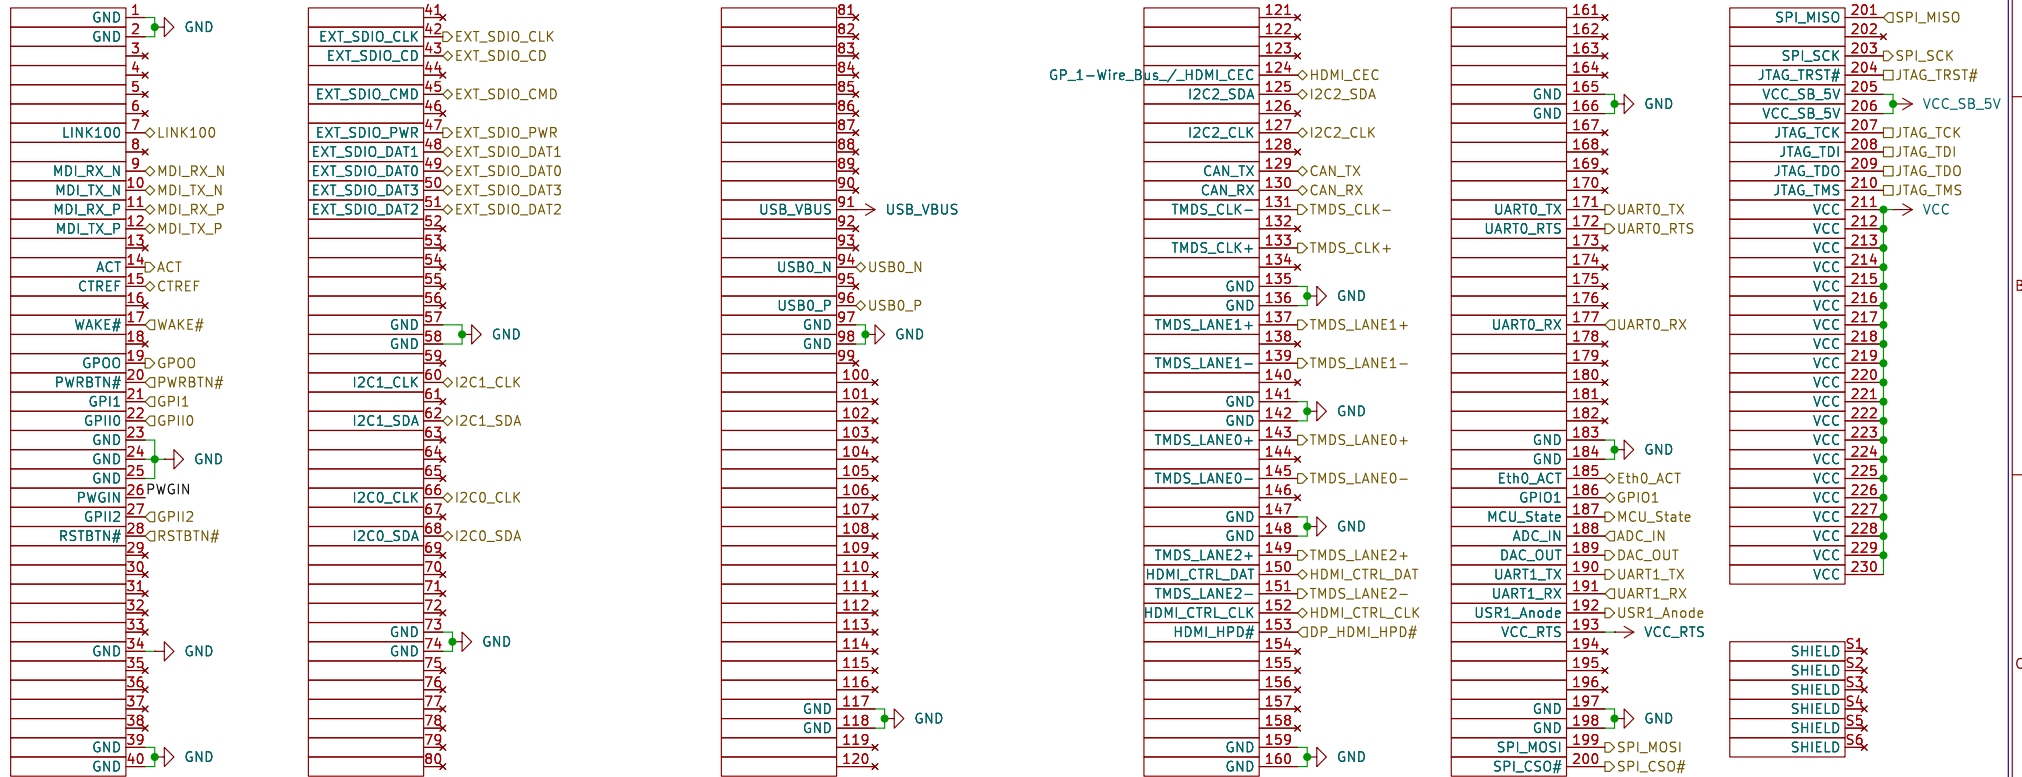 GND 1
GND
GND 2
3
4
5
6
LINK100 7 LINK100
8
MDI_RX_N 9 MDI_RX_N
MDI_TX_N 10 MDI_TX_N
MDI_RX_P 11 MDI_RX_P
MDI_TX_P 12 MDI_TX_P
13
ACT 14 ACT
CTREF 15 CTREF
16
WAKE# 17 WAKE#
18
GPO0 19 GPO0
PWRBTN# 20 PWRBTN#
GPI1 21 GPI1
GPII0 22 GPII0
GND 23
GND 24 GND
GND 25
PWGIN 26 PWGIN
GPII2 27 GPII2
RSTBTN# 28 RSTBTN#
29
30
31
32
33
GND 34 GND
35
36
37
38
GND 39
GND
GND 40
41
EXT_SDIO_CLK 42 EXT_SDIO_CLK
EXT_SDIO_CD 43 EXT_SDIO_CD
44
EXT_SDIO_CMD 45 EXT_SDIO_CMD
46
EXT_SDIO_PWR 47 EXT_SDIO_PWR
EXT_SDIO_DAT1 48 EXT_SDIO_DAT1
EXT_SDIO_DAT0 49 EXT_SDIO_DAT0
EXT_SDIO_DAT3 50 EXT_SDIO_DAT3
EXT_SDIO_DAT2 51 EXT_SDIO_DAT2
52
53
54
55
56
GND 57
GND
GND 58
59
I2C1_CLK 60 I2C1_CLK
61
I2C1_SDA 62 I2C1_SDA
63
64
65
I2C0_CLK 66 I2C0_CLK
67
I2C0_SDA 68 I2C0_SDA
69
70
71
72
GND 73
GND
GND 74
75
76
77
78
79
80
81
82
83
84
85
86
87
88
89
90
USB_VBUS 91 USB_VBUS
92
93
USB0_N 94 USB0_N
95
USB0_P 96 USB0_P
GND 97
GND
GND 98
99
100
101
102
103
104
105
106
107
108
109
110
111
112
113
114
115
116
GND 117
GND
GND 118
119
120
121
122
123
GP_1-Wire_Bus_/_HDMI_CEC 124 HDMI_CEC
I2C2_SDA 125 I2C2_SDA
126
I2C2_CLK 127 I2C2_CLK
128
CAN_TX 129 CAN_TX
CAN_RX 130 CAN_RX
TMDS_CLK- 131 TMDS_CLK-
132
TMDS_CLK+ 133 TMDS_CLK+
134
GND 135
GND
GND 136
TMDS_LANE1+ 137 TMDS_LANE1+
138
TMDS_LANE1- 139 TMDS_LANE1-
140
GND 141
GND
GND 142
TMDS_LANE0+ 143 TMDS_LANE0+
144
TMDS_LANE0- 145 TMDS_LANE0-
146
GND 147
GND
GND 148
TMDS_LANE2+ 149 TMDS_LANE2+
HDMI_CTRL_DAT 150 HDMI_CTRL_DAT
TMDS_LANE2- 151 TMDS_LANE2-
HDMI_CTRL_CLK 152 HDMI_CTRL_CLK
HDMI_HPD# 153 DP_HDMI_HPD#
154
155
156
157
158
GND 159
GND
GND 160
161
162
163
164
GND 165
GND
GND 166
167
168
169
170
UART0_TX 171 UART0_TX
UART0_RTS 172 UART0_RTS
173
174
175
176
UART0_RX 177 UART0_RX
178
179
180
181
182
GND 183
GND
GND 184
Eth0_ACT 185 Eth0_ACT
GPIO1 186 GPIO1
MCU_State 187 MCU_State
ADC_IN 188 ADC_IN
DAC_OUT 189 DAC_OUT
UART1_TX 190 UART1_TX
UART1_RX 191 UART1_RX
USR1_Anode 192 USR1_Anode
VCC_RTS 193 VCC_RTS
194
195
196
GND 197
GND
GND 198
SPI_MOSI 199 SPI_MOSI
SPI_CS0# 200 SPI_CS0#
SPI_MISO 201 SPI_MISO
202
SPI_SCK 203 SPI_SCK
JTAG_TRST# 204 JTAG_TRST#
VCC_SB_5V 205
VCC_SB_5V
VCC_SB_5V 206
JTAG_TCK 207 JTAG_TCK
JTAG_TDI 208 JTAG_TDI
JTAG_TDO 209 JTAG_TDO
JTAG_TMS 210 JTAG_TMS
VCC 211 VCC
VCC 212
VCC 213
VCC 214
VCC 215
VCC 216
VCC 217
VCC 218
VCC 219
VCC 220
VCC 221
VCC 222
VCC 223
VCC 224
VCC 225
VCC 226
VCC 227
VCC 228
VCC 229
VCC 230
SHIELD S1
SHIELD S2
SHIELD S3
SHIELD S4
SHIELD S5
SHIELD S6
B
C